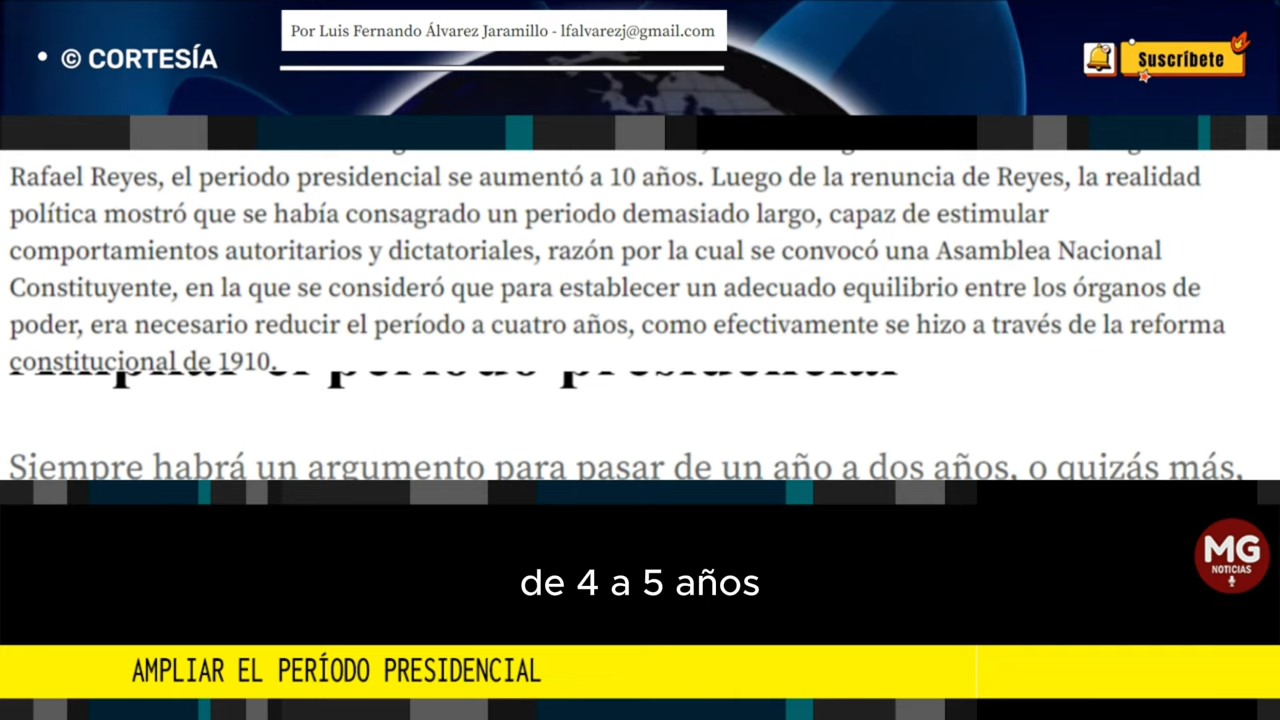 Por Luis Fernando Álvarez Jaramillo - lfalvarezj@gmail.com
• © CORTESÍA
Suscríbete
Rafael Reyes, el periodo presidencial se aumentó a 10 años. Luego de la renuncia de Reyes, la realidad
política mostró que se había consagrado un periodo demasiado largo, capaz de estimular
comportamientos autoritarios y dictatoriales, razón por la cual se convocó una Asamblea Nacional
Constituyente, en la que se consideró que para establecer un adecuado equilibrio entre los órganos de
poder, era necesario reducir el período a cuatro años, como efectivamente se hizo a través de la reforma
constitucional de 1910.
Ampliar el período presidencial
Siempre habrá un argumento para pasar de un año a dos años, o quizás más,
MG
NOTICIAS
de 4 a 5 años
AMPLIAR EL PERÍODO PRESIDENCIAL